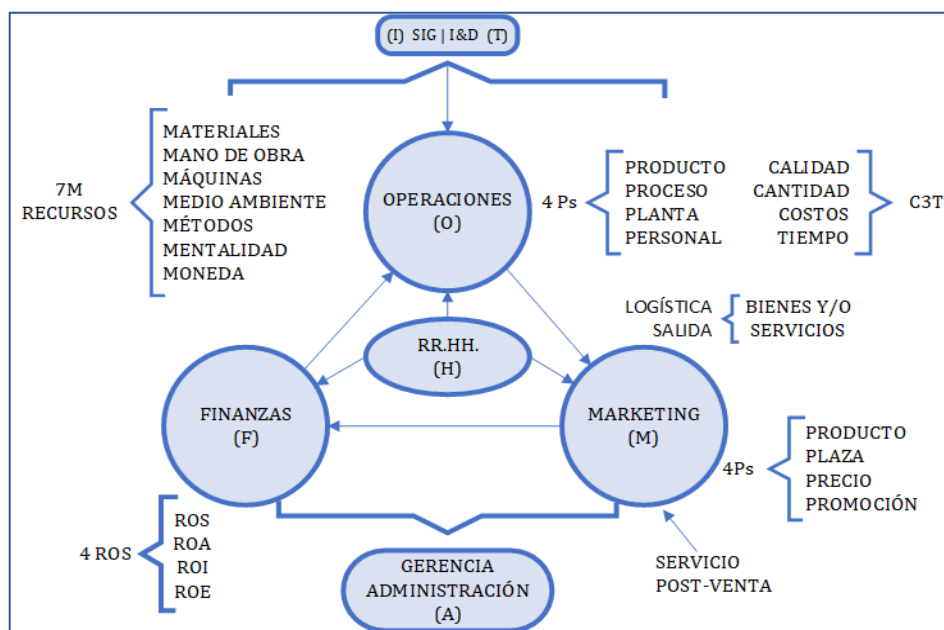 (I) SIG | I&D (T)
7M
RECURSOS
MATERIALES
MANO DE OBRA
MÁQUINAS
MEDIO AMBIENTE
MÉTODOS
MENTALIDAD
MONEDA
OPERACIONES
(O)
4 Ps
PRODUCTO
PROCESO
PLANTA
PERSONAL
CALIDAD
CANTIDAD
COSTOS
TIEMPO
C3T
LOGÍSTICA
SALIDA
BIENES Y/O
SERVICIOS
RR.HH.
(H)
FINANZAS
(F)
MARKETING
(M)
4Ps
PRODUCTO
PLAZA
PRECIO
PROMOCIÓN
4 ROS
ROS
ROA
ROI
ROE
GERENCIA
ADMINISTRACIÓN
(A)
SERVICIO
POST-VENTA